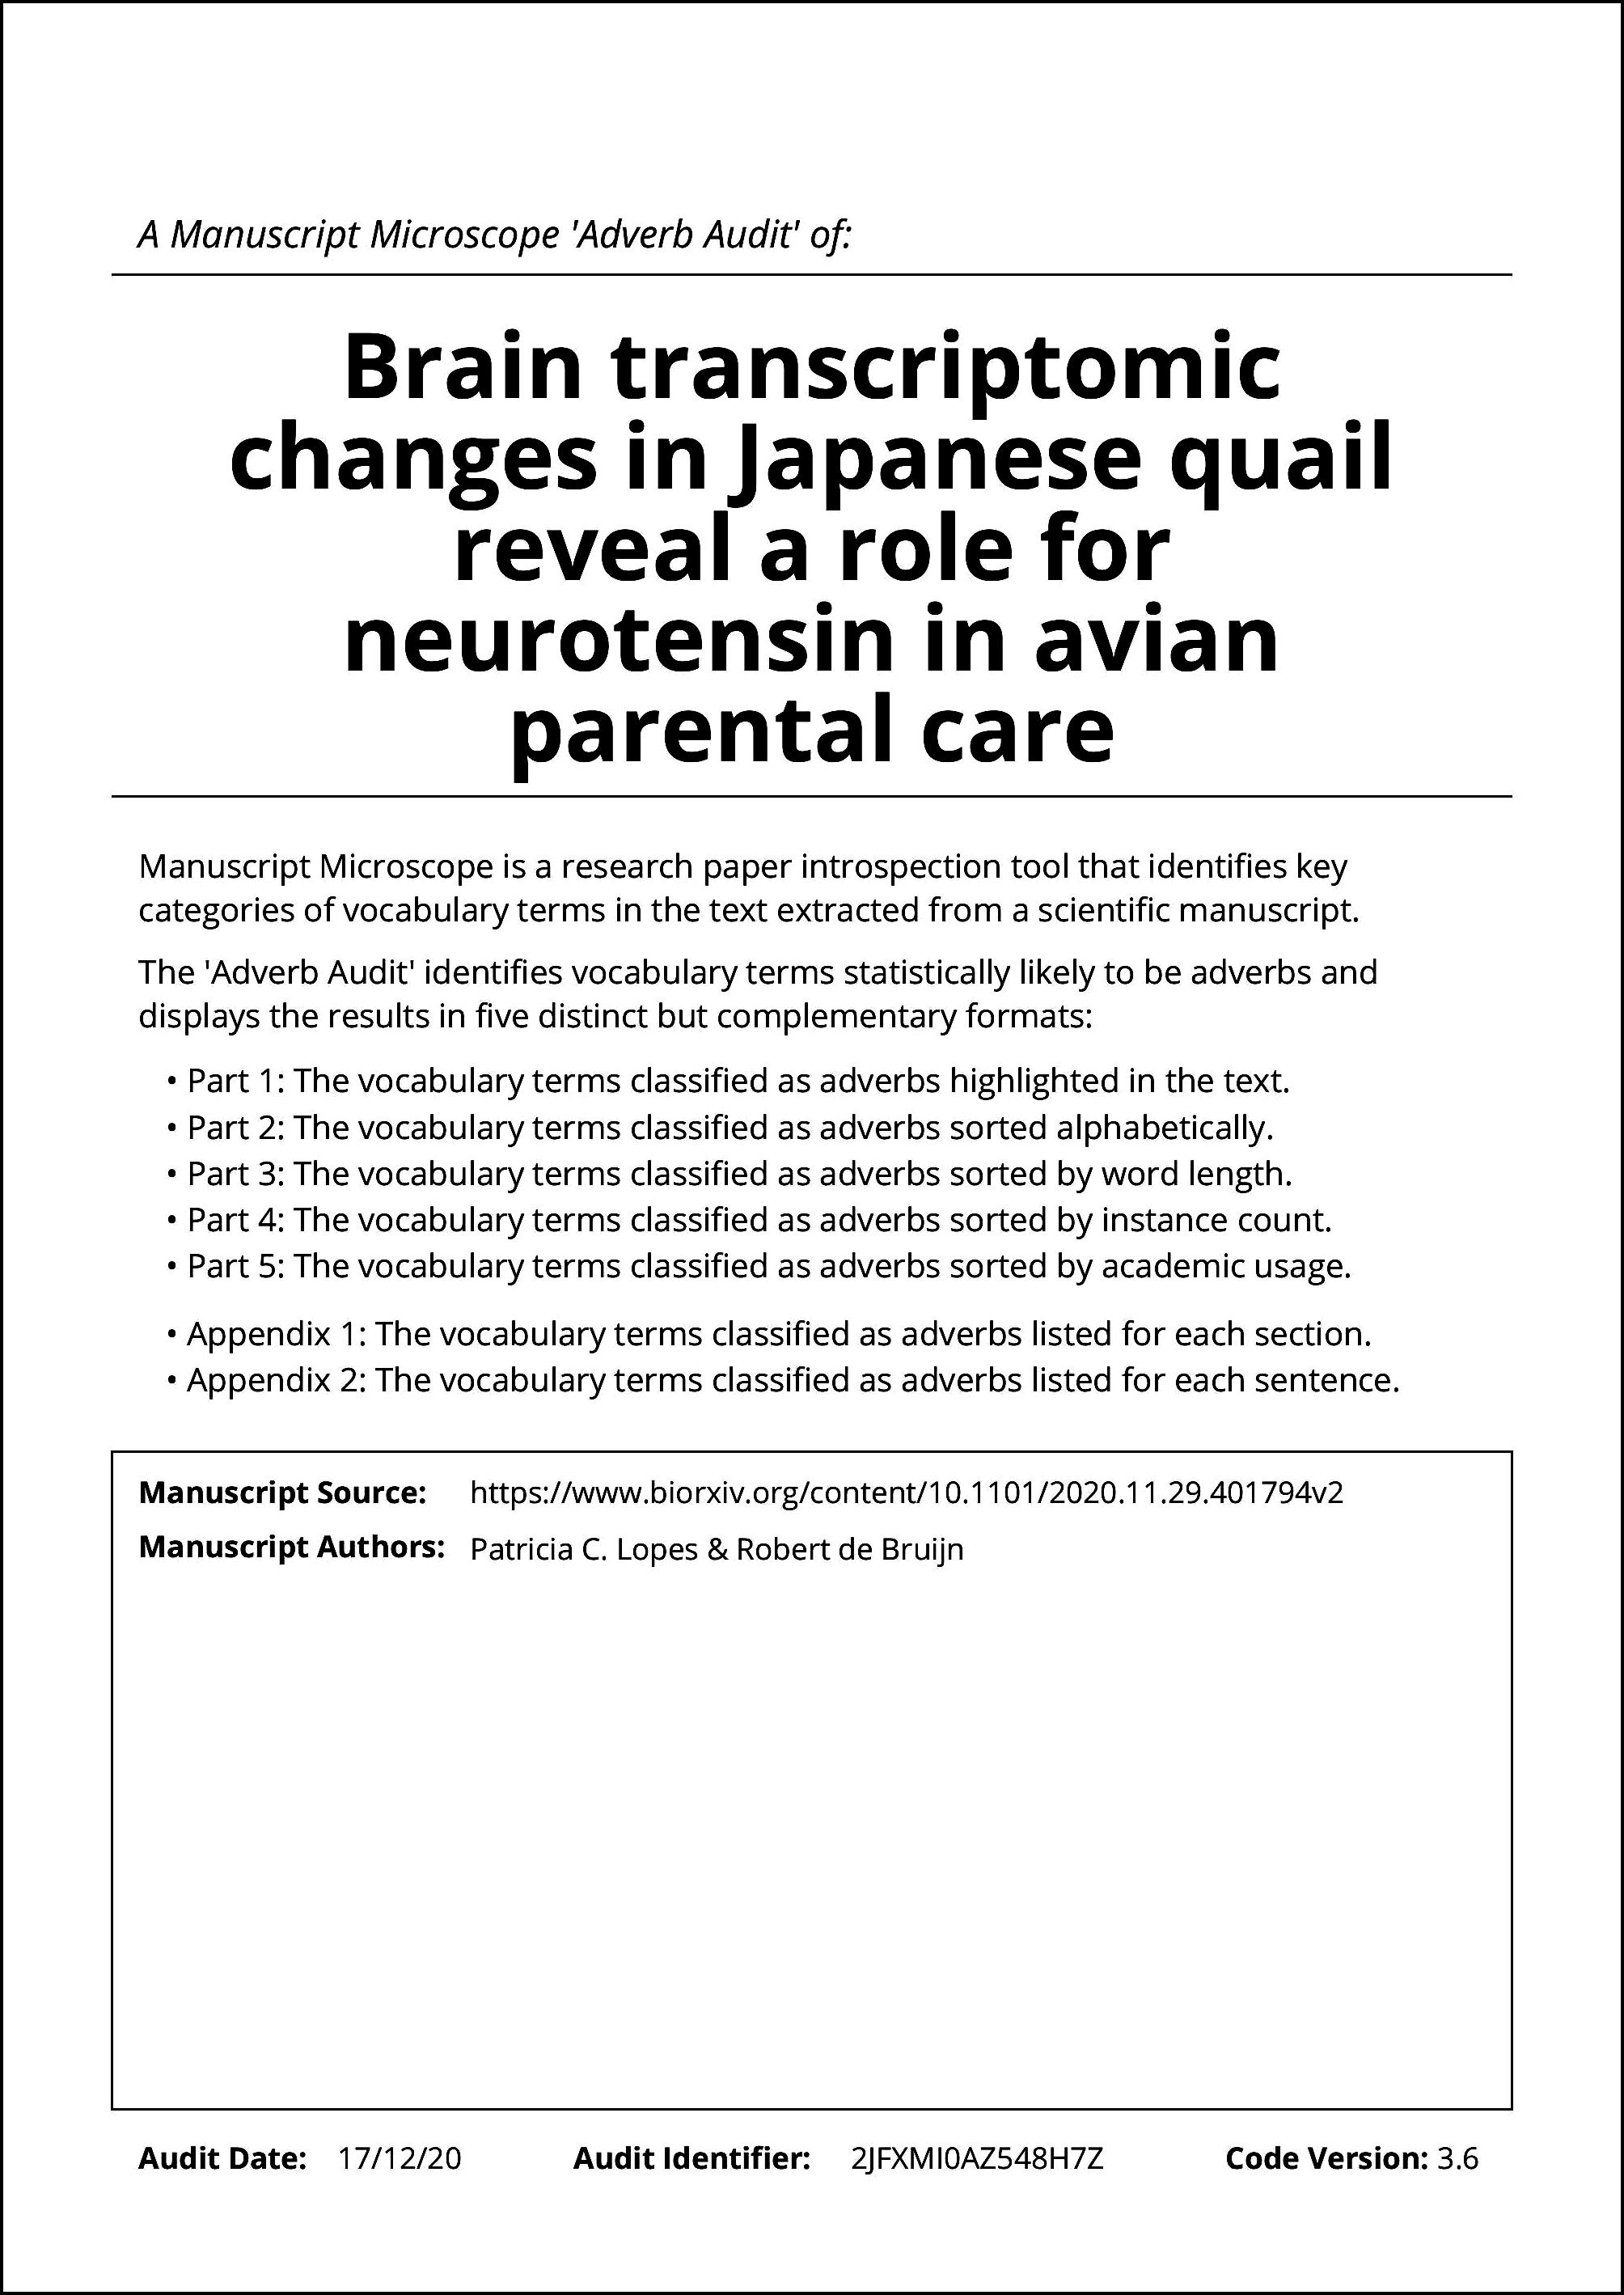 A Manuscript Microscope 'Adverb Audit' of:
Brain transcriptomic
changes in Japanese quail
reveal a role for
neurotensin in avian
parental care
Manuscript Microscope is a research paper introspection tool that identifies key
categories of vocabulary terms in the text extracted from a scientific manuscript.
The 'Adverb Audit' identifies vocabulary terms statistically likely to be adverbs and
displays the results in five distinct but complementary formats:
• Part 1: The vocabulary terms classified as adverbs highlighted in the text.
• Part 2: The vocabulary terms classified as adverbs sorted alphabetically.
• Part 3: The vocabulary terms classified as adverbs sorted by word length.
• Part 4: The vocabulary terms classified as adverbs sorted by instance count.
• Part 5: The vocabulary terms classified as adverbs sorted by academic usage.
• Appendix 1: The vocabulary terms classified as adverbs listed for each section.
• Appendix 2: The vocabulary terms classified as adverbs listed for each sentence.
Manuscript Source: https://www.biorxiv.org/content/10.1101/2020.11.29.401794v2
Manuscript Authors: Patricia C. Lopes & Robert de Bruijn
Audit Date: 17/12/20 Audit Identifier: 2JFXMI0AZ548H7Z Code Version: 3.6